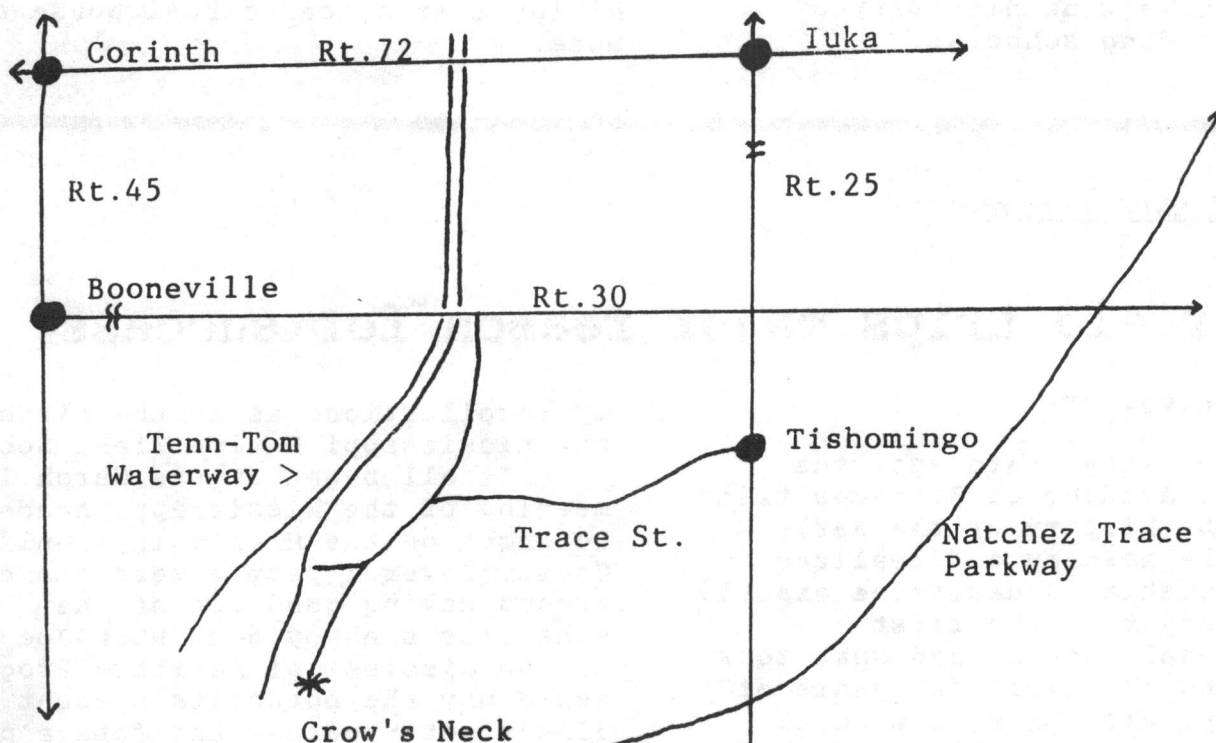 Corinth Rt.72 Iuka
Rt.45 Rt.25
Booneville Rt.30
Tenn-Tom
Waterway >
Tishomingo
Trace St.
Natchez Trace
Parkway
Crow's Neck